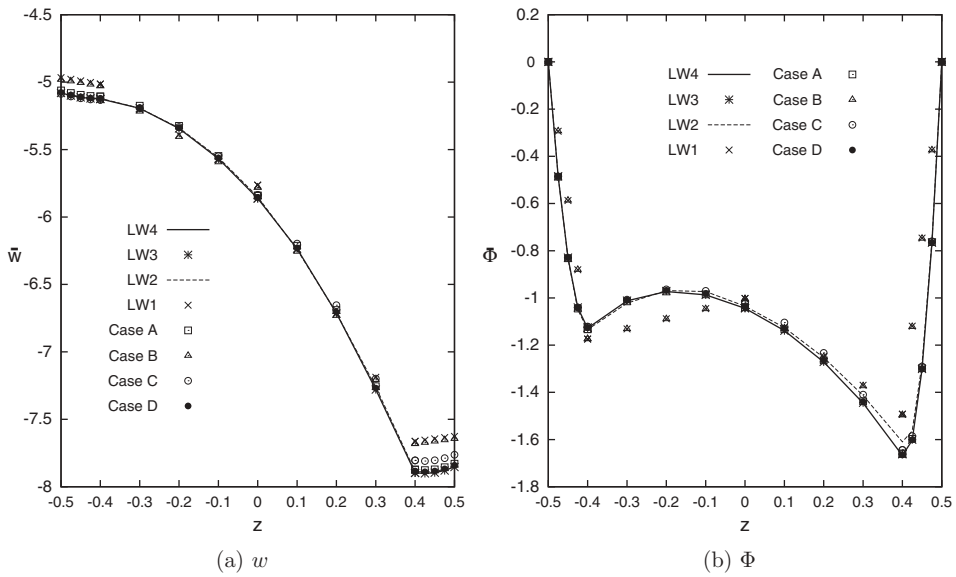 -4.5
-5
-5.5
-6
-6.5
-7
-7.5
-8
w̄
LW4
LW3
LW2
LW1
Case A
Case B
Case C
Case D
-0.5 -0.4 -0.3 -0.2 -0.1 0 0.1 0.2 0.3 0.4 0.5
z
(a) w
0.2
0
-0.2
-0.4
-0.6
-0.8
-1
-1.2
-1.4
-1.6
-1.8
Φ̄
LW4 Case A
LW3 Case B
LW2 Case C
LW1 Case D
-0.5 -0.4 -0.3 -0.2 -0.1 0 0.1 0.2 0.3 0.4 0.5
z
(b) Φ